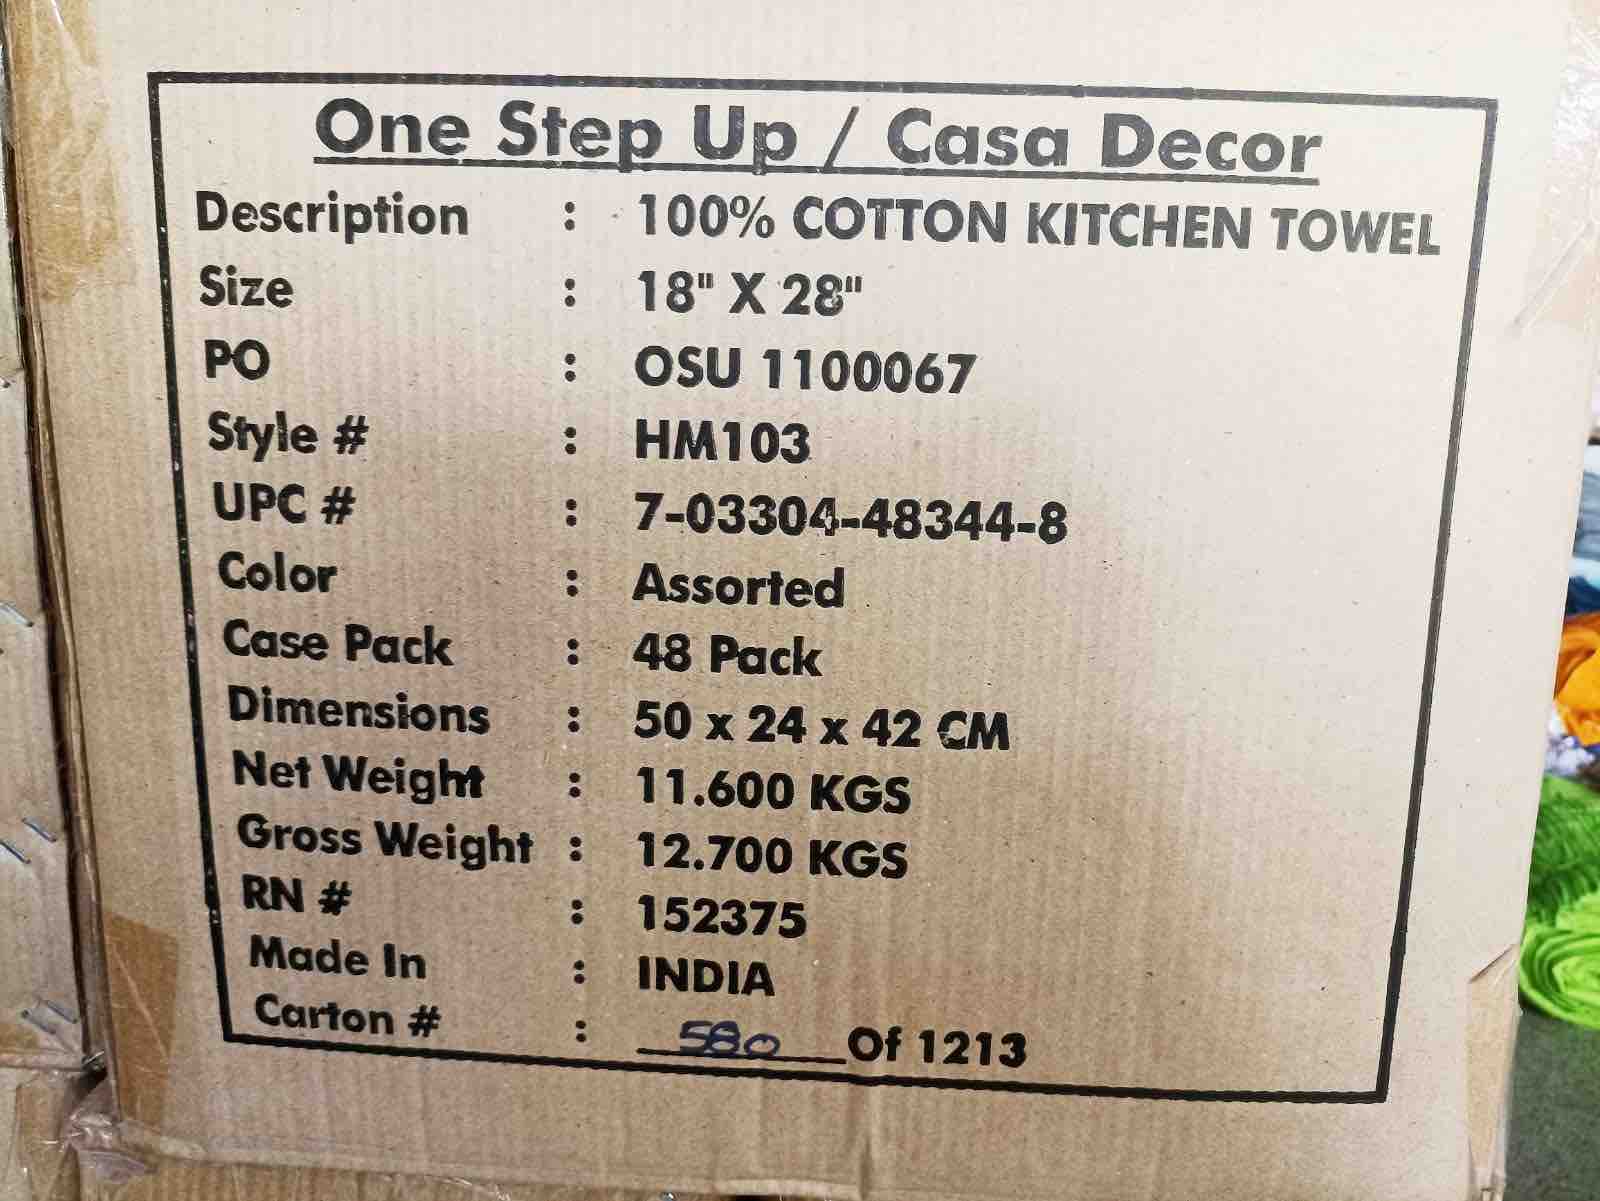 One Step Up / Casa Decor
Description : 100% COTTON KITCHEN TOWEL
Size : 18" X 28"
PO : OSU 1100067
Style # : HM103
UPC # : 7-03304-48344-8
Color : Assorted
Case Pack : 48 Pack
Dimensions : 50 x 24 x 42 CM
Net Weight : 11.600 KGS
Gross Weight : 12.700 KGS
RN # : 152375
Made In : INDIA
Carton # : 580 Of 1213